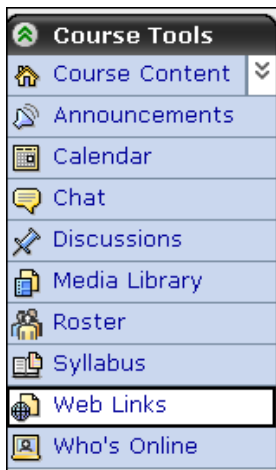 Course Tools
Course Content
Announcements
Calendar
Chat
Discussions
Media Library
Roster
Syllabus
Web Links
Who's Online